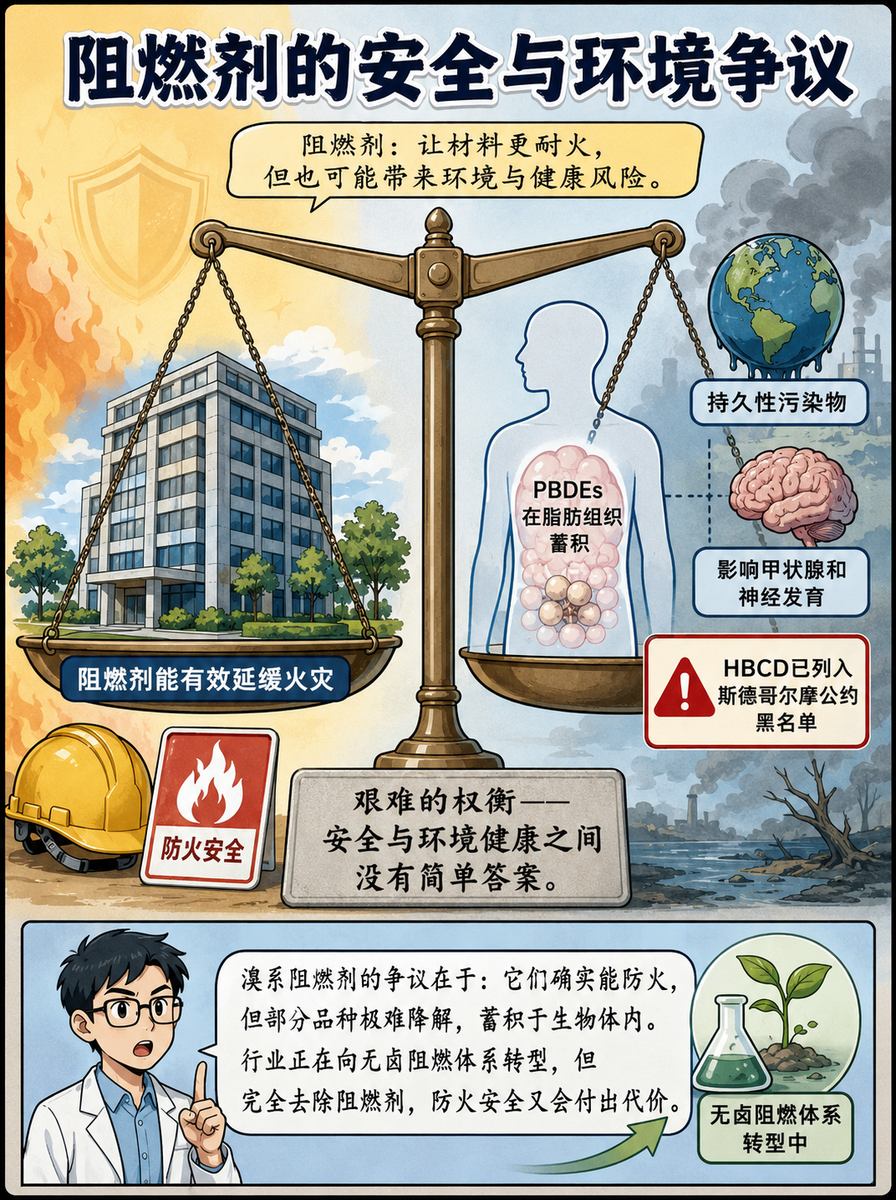 阻燃剂的安全与环境争议
阻燃剂：让材料更耐火，
但也可能带来环境与健康风险。
持久性污染物
PBDEs
在脂肪组织
蓄积
影响甲状腺和
神经发育
阻燃剂能有效延缓火灾
HBCD已列入
斯德哥尔摩公约
黑名单
防火安全
艰难的权衡——
安全与环境健康之间
没有简单答案。
溴系阻燃剂的争议在于：它们确实能防火，
但部分品种极难降解，蓄积于生物体内。
行业正在向无卤阻燃体系转型，但
完全去除阻燃剂，防火安全又会付出代价。
无卤阻燃体系
转型中